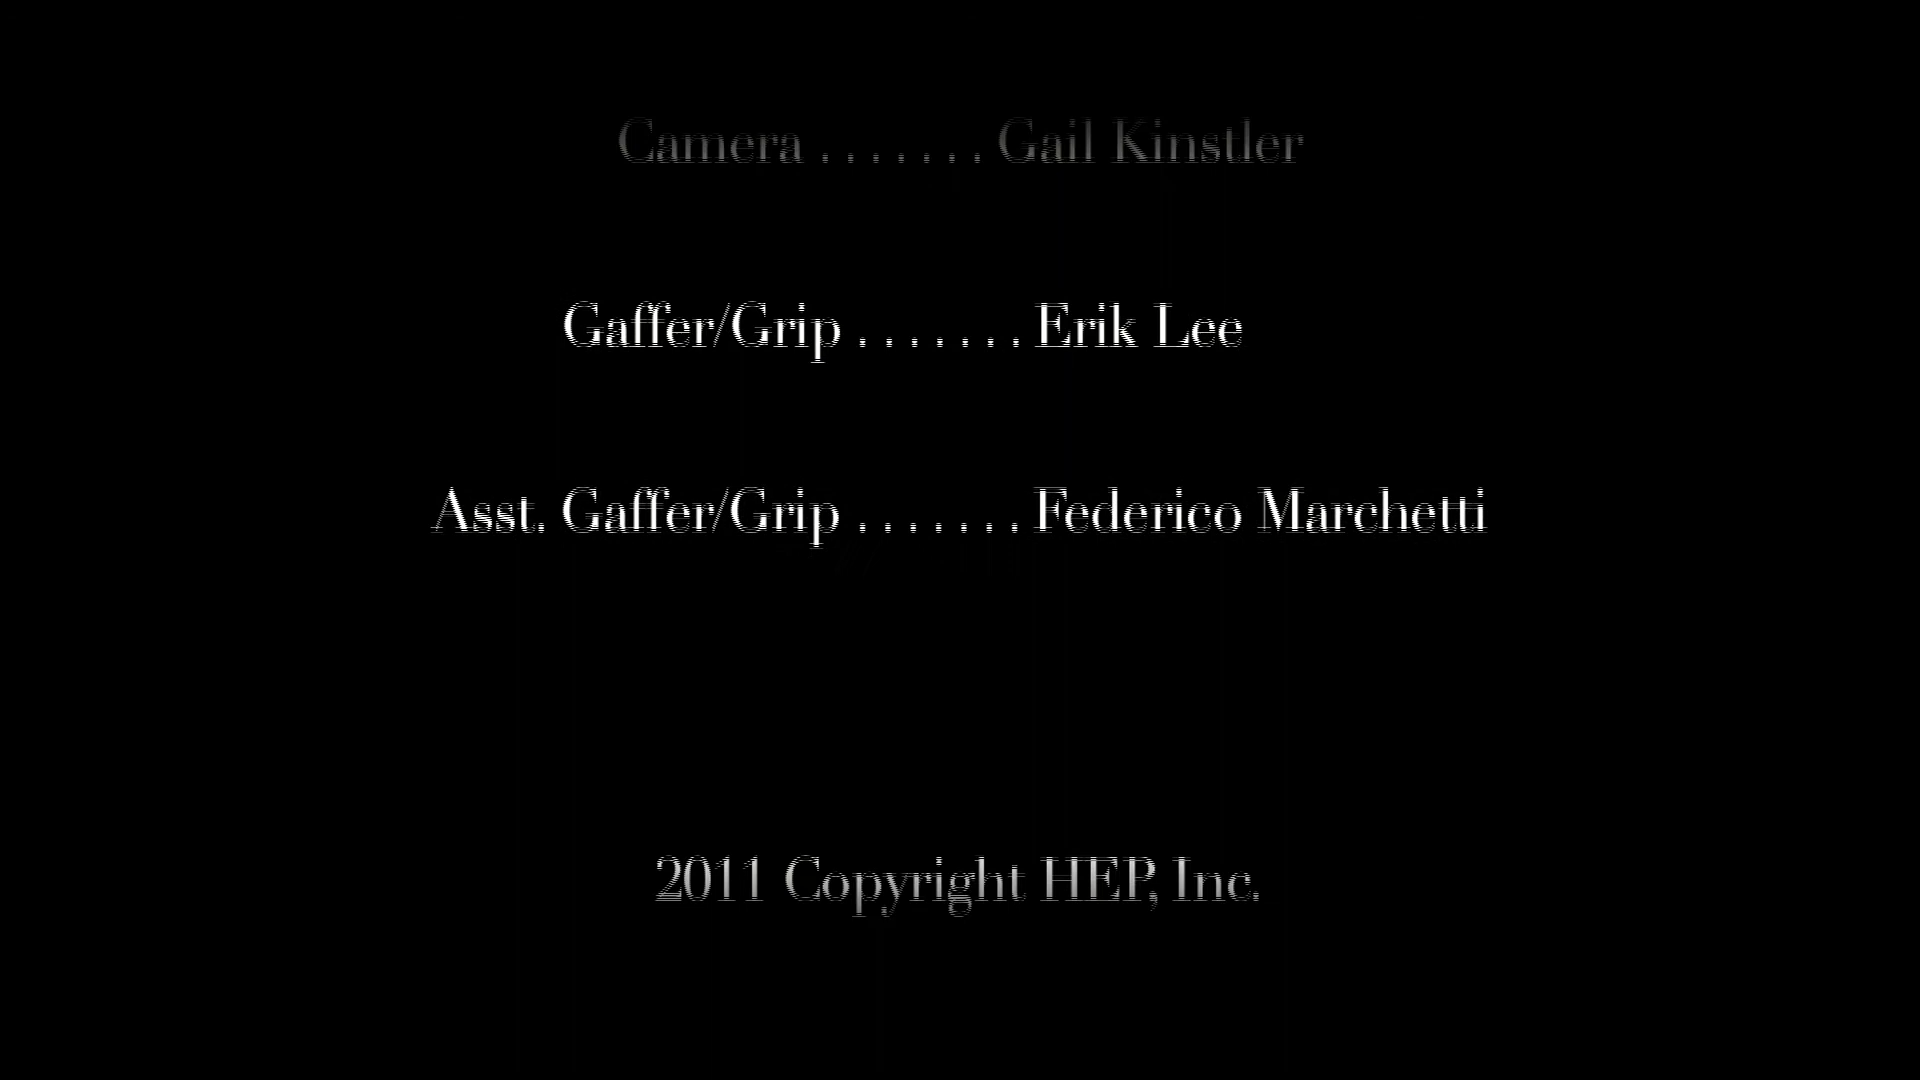 Camera . . . . . . . Gail Kinstler
Gaffer/Grip . . . . . . . Erik Lee
Asst. Gaffer/Grip . . . . . . . Federico Marchetti
2011 Copyright HEP, Inc.